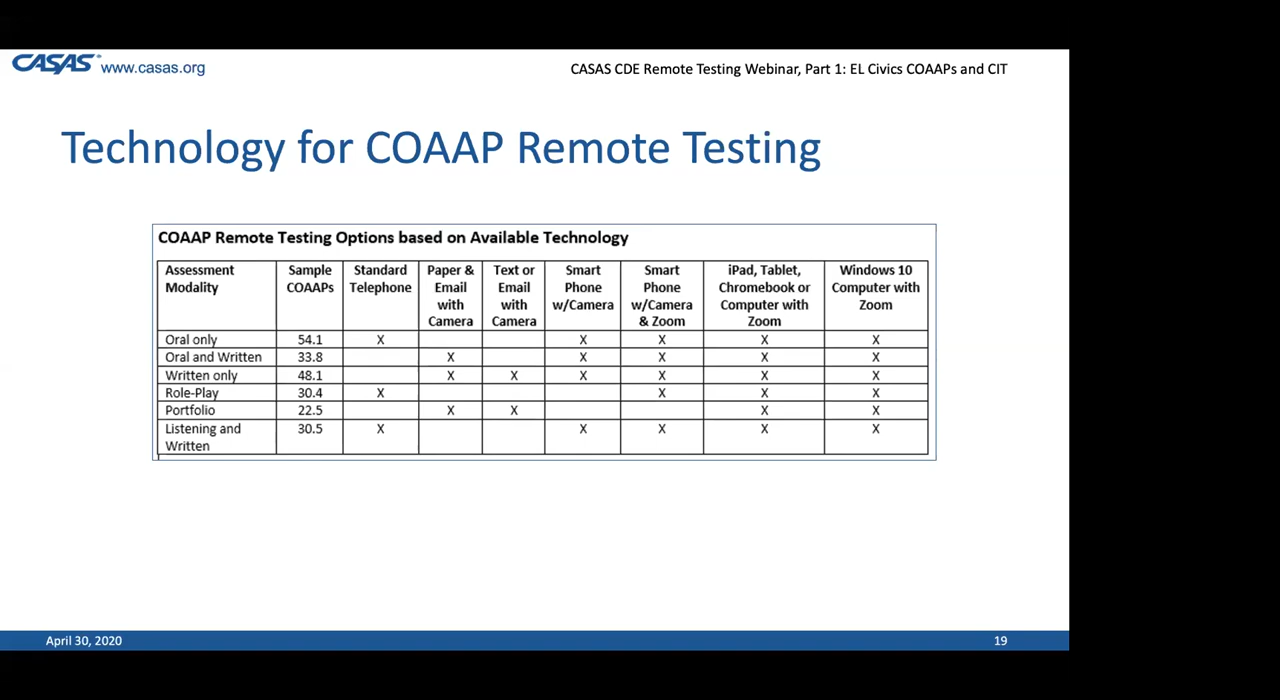 CASAS www.casas.org
CASAS CDE Remote Testing Webinar, Part 1: EL Civics COAAPs and CIT
Technology for COAAP Remote Testing
COAAP Remote Testing Options based on Available Technology
Assessment Modality Sample COAAPs Standard Telephone Paper & Email with Camera Text or Email with Camera Smart Phone w/Camera Smart Phone w/Camera & Zoom iPad, Tablet, Chromebook or Computer with Zoom Windows 10 Computer with Zoom
Oral only 54.1 X X X X X
Oral and Written 33.8 X X X X X
Written only 48.1 X X X X X X
Role-Play 30.4 X X X X
Portfolio 22.5 X X X X
Listening and Written 30.5 X X X X X
April 30, 2020
19